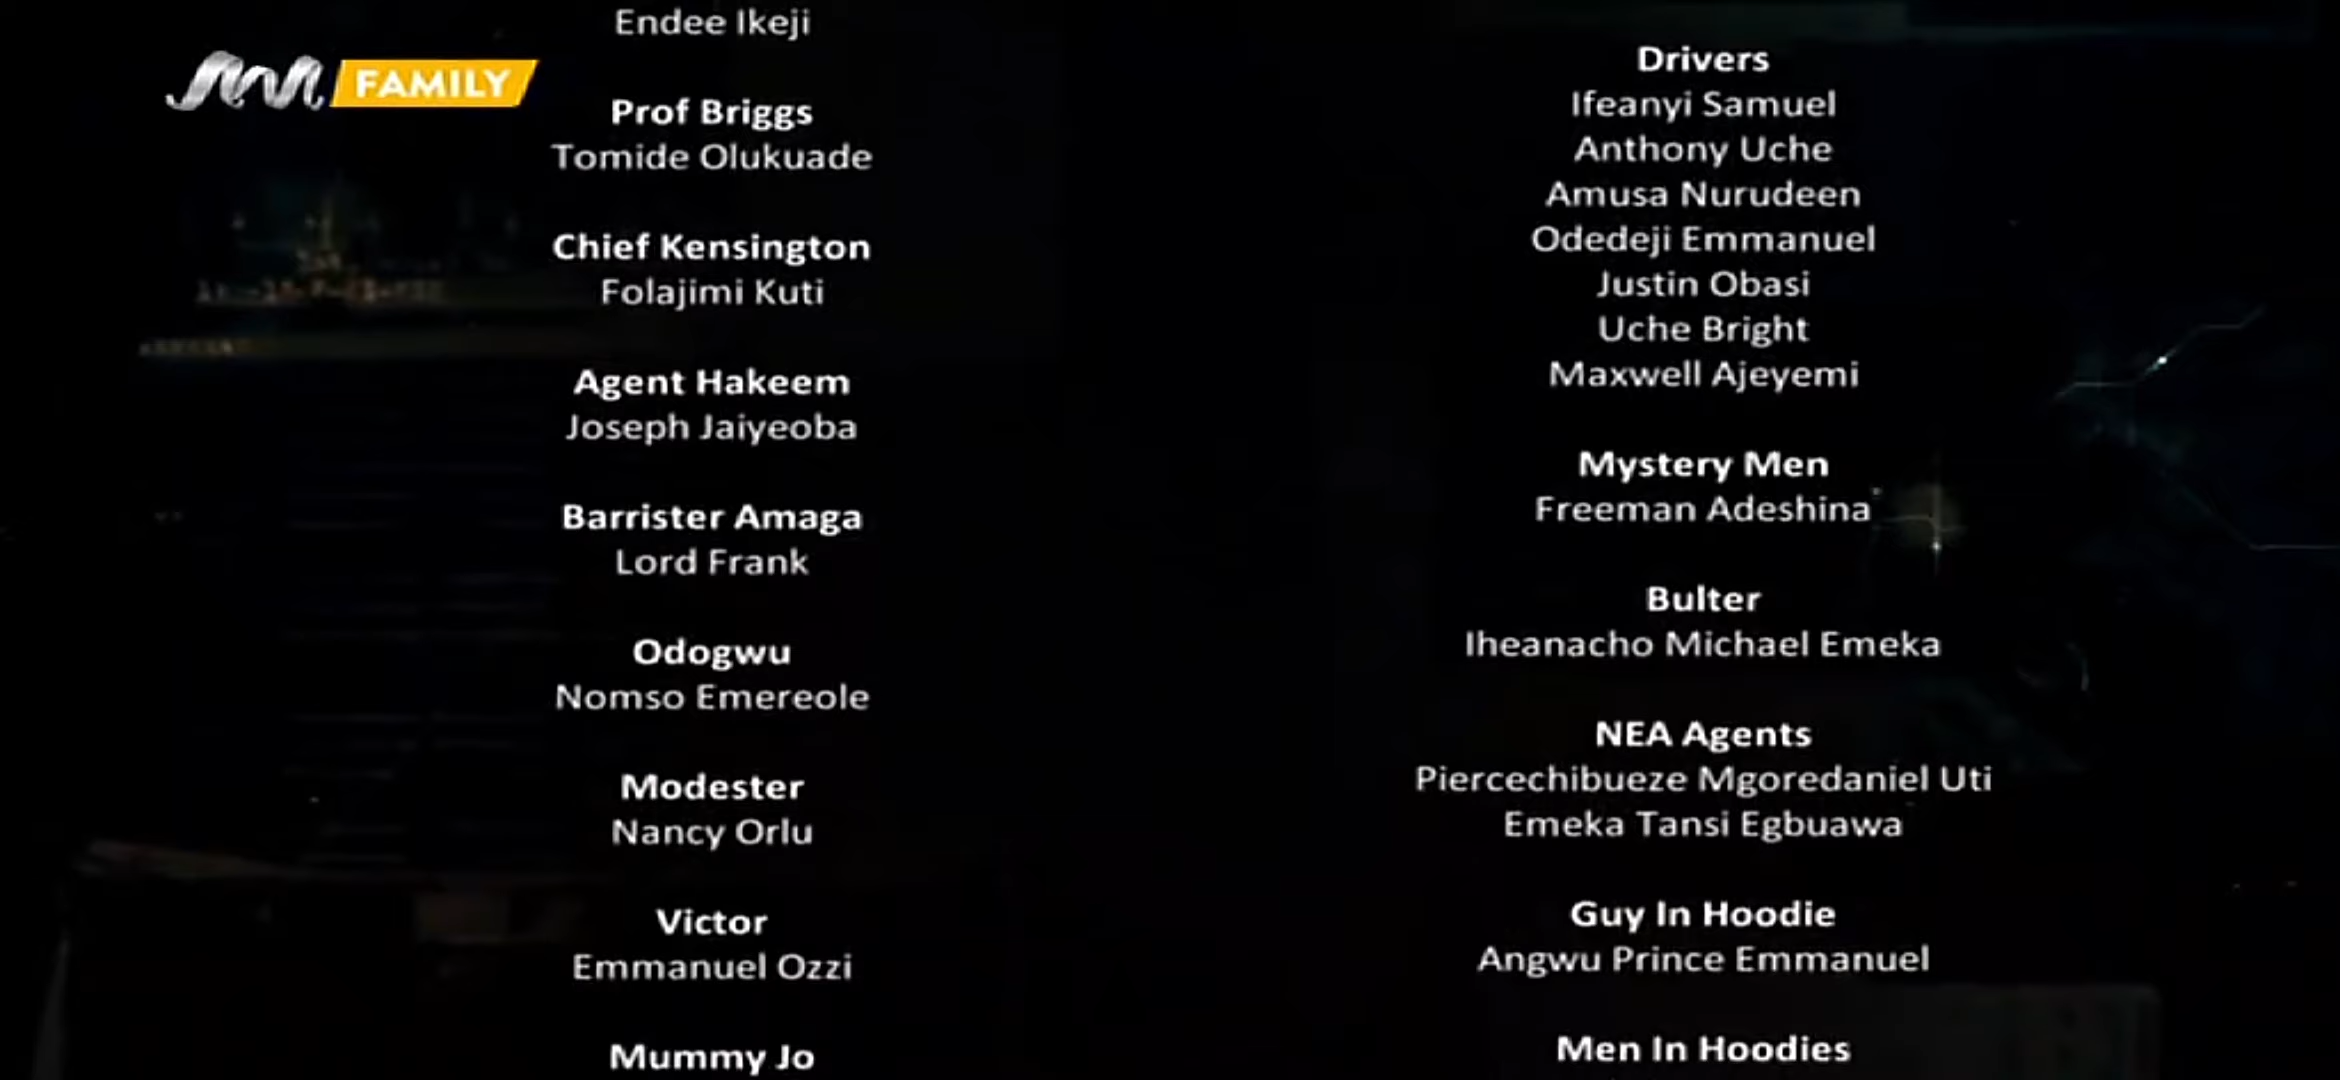 Endee Ikeji
FAMILY
Prof Briggs
Tomide Olukuade
Chief Kensington
Folajimi Kuti
Agent Hakeem
Joseph Jaiyeoba
Barrister Amaga
Lord Frank
Odogwu
Nomso Emereole
Modester
Nancy Orlu
Victor
Emmanuel Ozzi
Mummy Jo
Drivers
Ifeanyi Samuel
Anthony Uche
Amusa Nurudeen
Odedeji Emmanuel
Justin Obasi
Uche Bright
Maxwell Ajeyemi
Mystery Men
Freeman Adeshina
Bulter
Iheanacho Michael Emeka
NEA Agents
Piercechibueze Mgoredaniel Uti
Emeka Tansi Egbuawa
Guy In Hoodie
Angwu Prince Emmanuel
Men In Hoodies